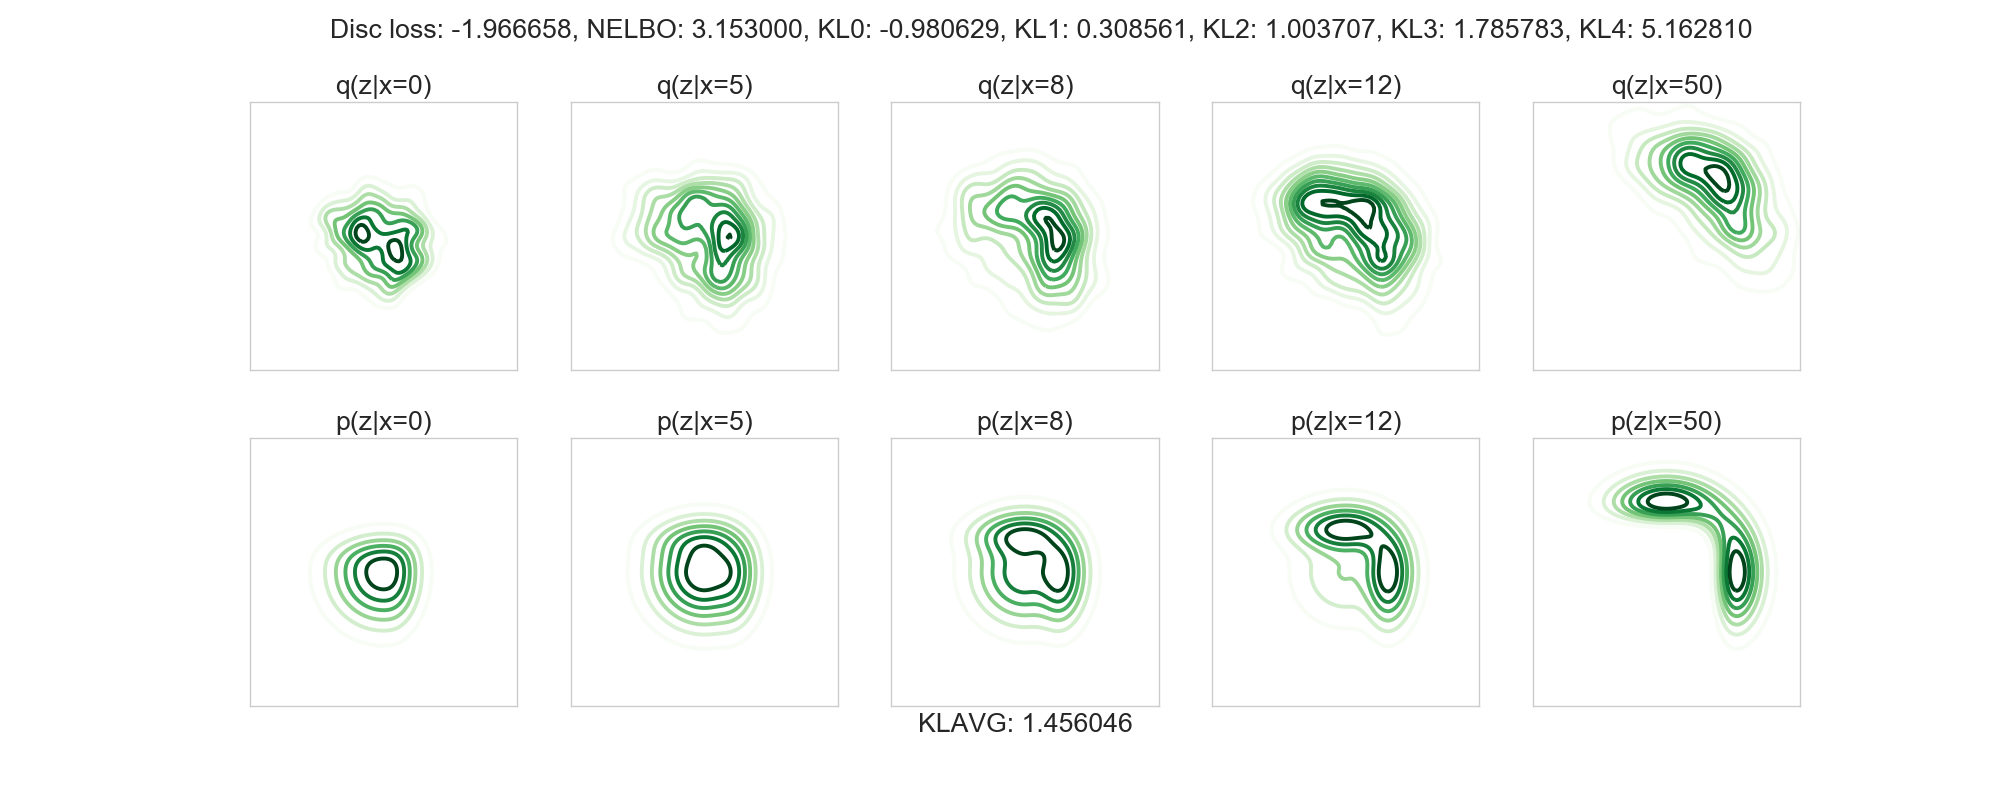 Disc loss: -1.966658, NELBO: 3.153000, KL0: -0.980629, KL1: 0.308561, KL2: 1.003707, KL3: 1.785783, KL4: 5.162810
q(z|x=0) q(z|x=5) q(z|x=8) q(z|x=12) q(z|x=50)
p(z|x=0) p(z|x=5) p(z|x=8) p(z|x=12) p(z|x=50)
KLAVG: 1.456046